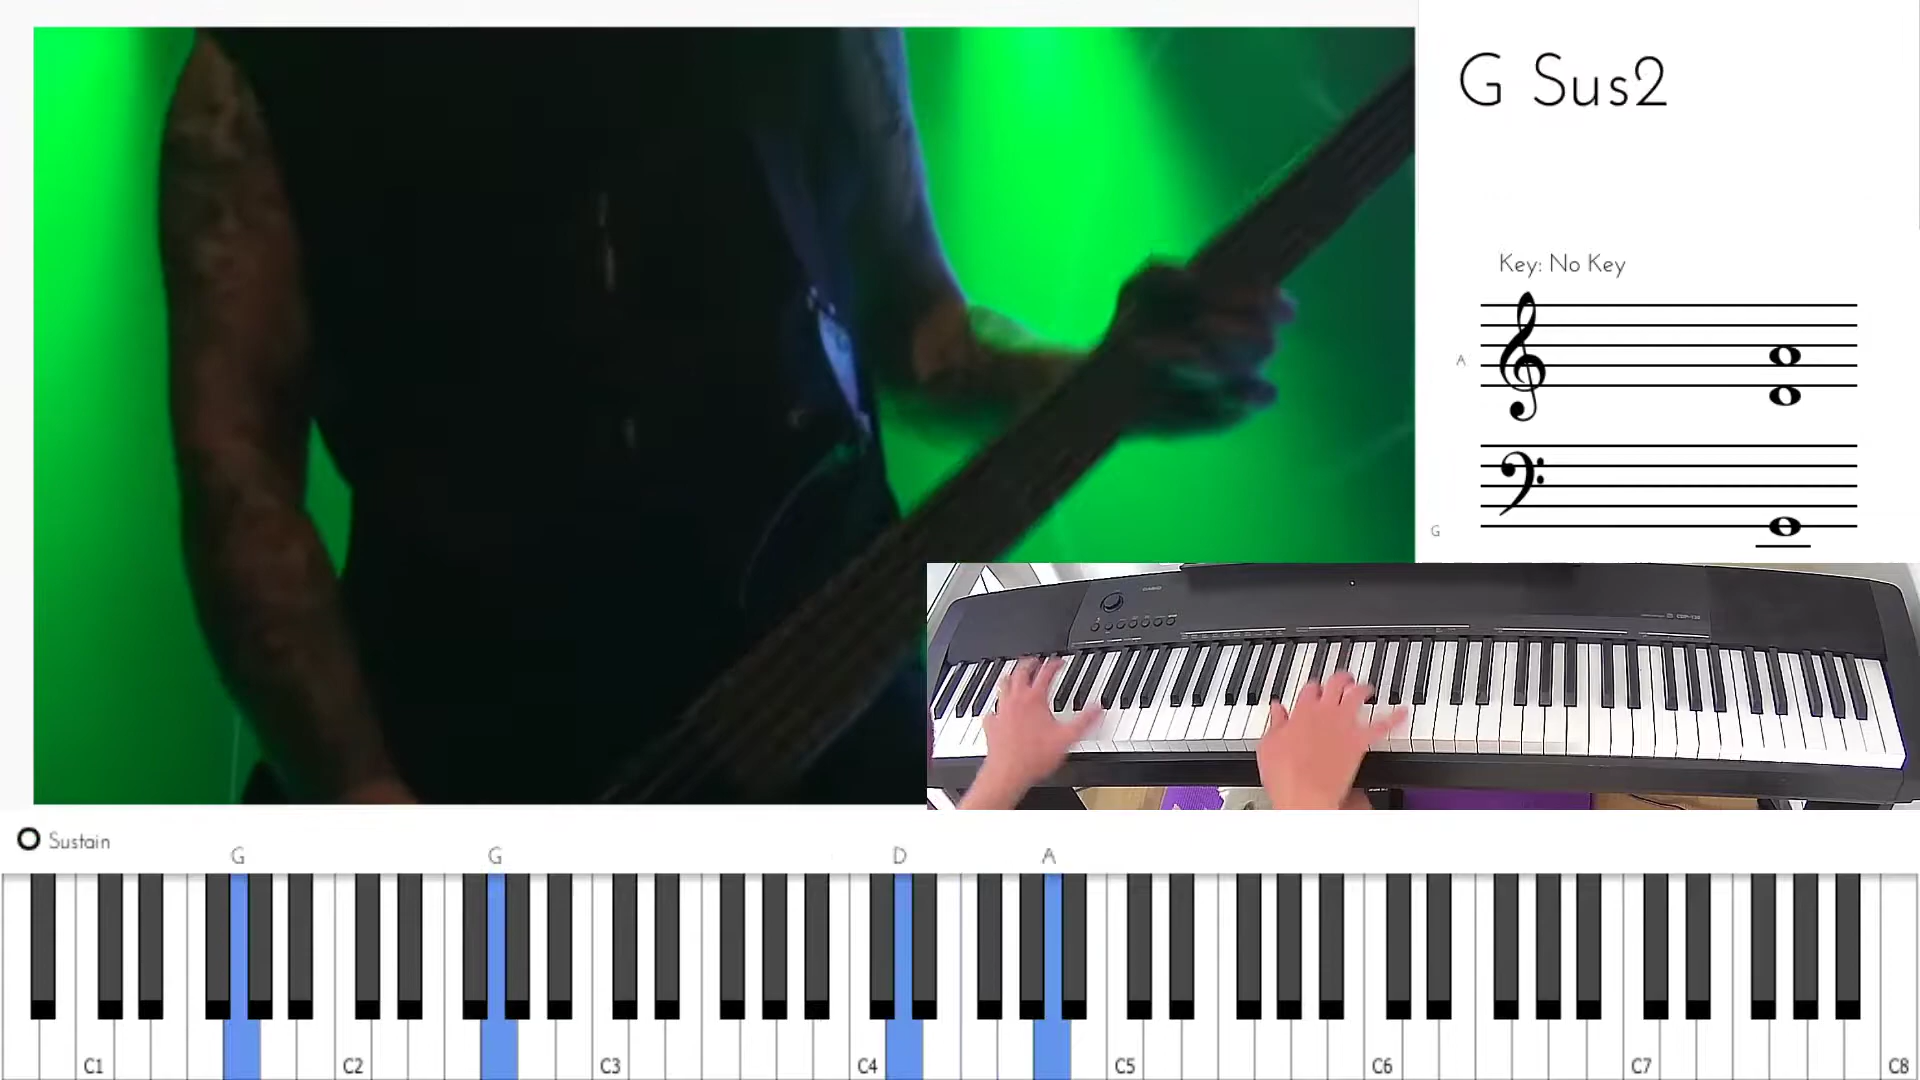 G Sus2
Key: No Key
A
G
Sustain
G G D A
C1 C2 C3 C4 C5 C6 C7 C8